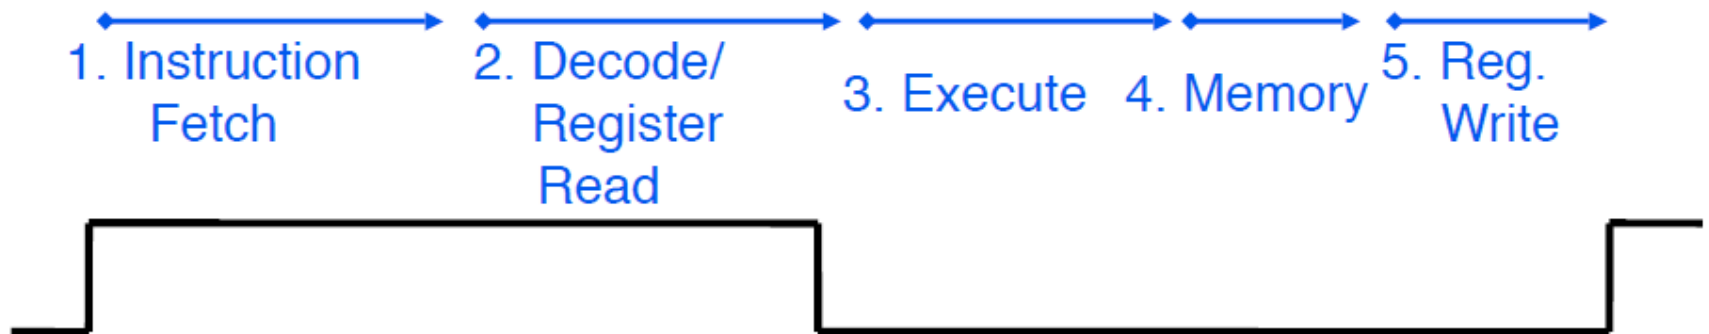 1. Instruction
Fetch
2. Decode/
Register
Read
3. Execute
4. Memory
5. Reg.
Write